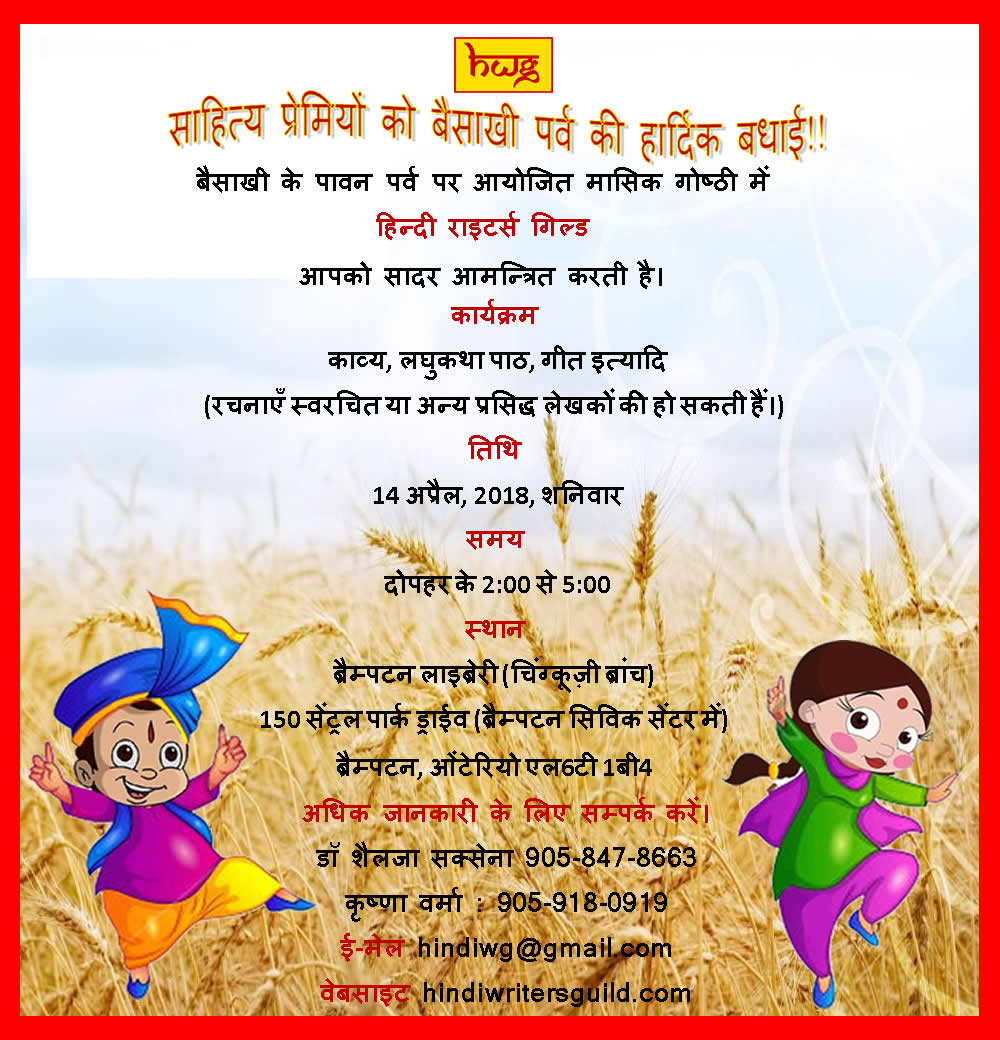 hwg
साहित्य प्रेमियों को बैसाखी पर्व की हार्दिक बधाई!!
बैसाखी के पावन पर्व पर आयोजित मासिक गोष्ठी में
हिन्दी राइटर्स गिल्ड
आपको सादर आमन्त्रित करती है।
कार्यक्रम
काव्य, लघुकथा पाठ, गीत इत्यादि
(रचनाएँ स्वरचित या अन्य प्रसिद्ध लेखकों की हो सकती हैं।)
तिथि
14 अप्रैल, 2018, शनिवार
समय
दोपहर के 2:00 से 5:00
स्थान
ब्रैम्पटन लाइब्रेरी (चिंग्कूज़ी ब्रांच)
150 सेंट्रल पार्क ड्राईव (ब्रैम्पटन सिविक सेंटर में)
ब्रैम्पटन, ओंटेरियो एल6टी 1बी4
अधिक जानकारी के लिए सम्पर्क करें।
डॉ शैलजा सक्सेना 905-847-8663
कृष्णा वर्मा : 905-918-0919
ई-मेल hindiwg@gmail.com
वेबसाइट hindiwritersguild.com